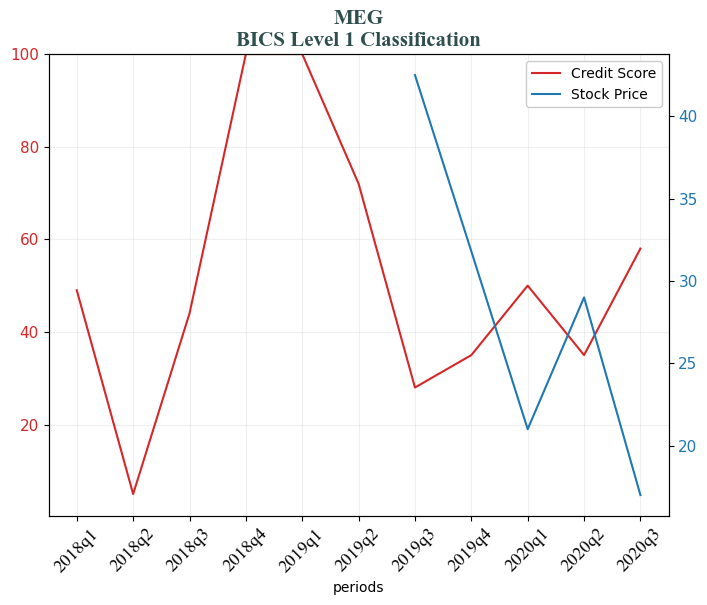 MEG
BICS Level 1 Classification
Credit Score
Stock Price
100
80
60
40
20
40
35
30
25
20
2018q1
2018q2
2018q3
2018q4
2019q1
2019q2
2019q3
2019q4
2020q1
2020q2
2020q3
periods